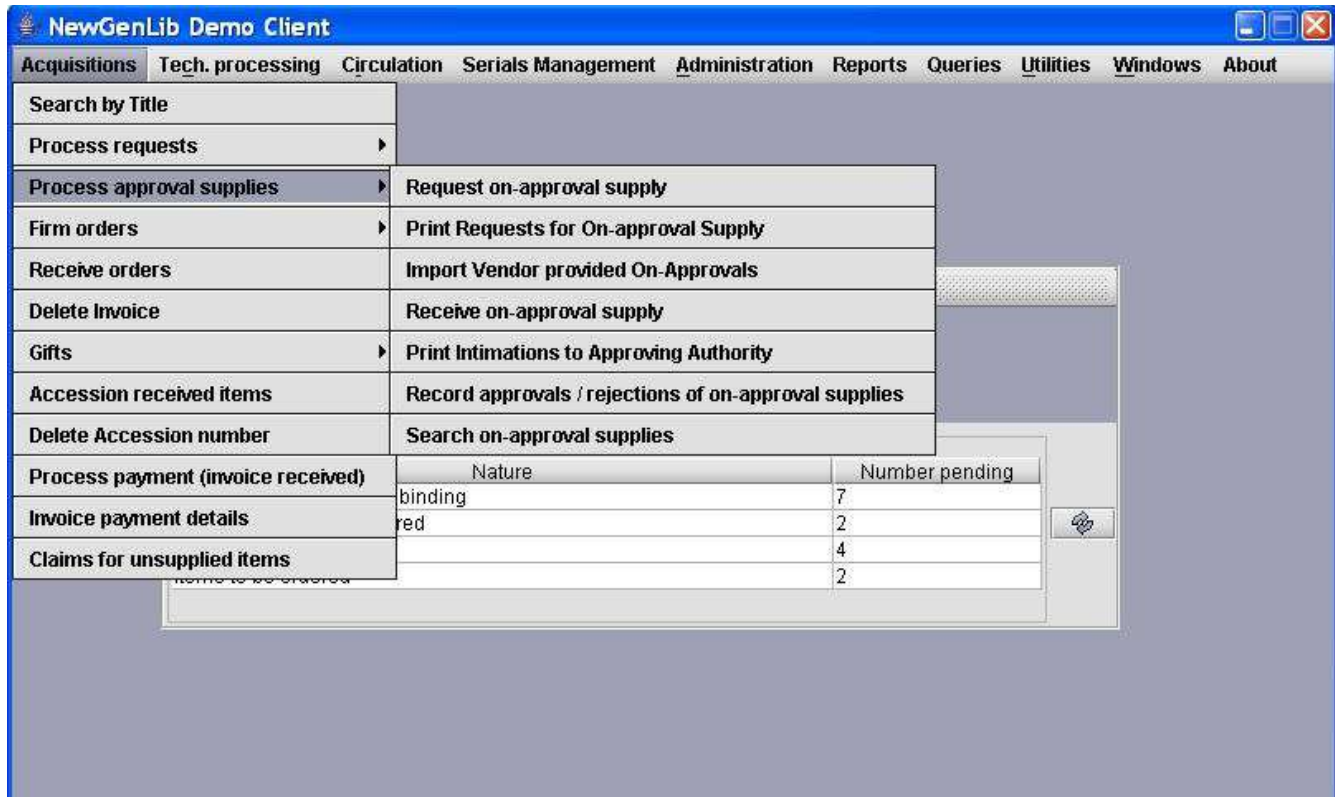 NewGenLib Demo Client
Acquisitions Tech. processing Circulation Serials Management Administration Reports Queries Utilities Windows About
Search by Title
Process requests
Process approval supplies
Firm orders
Receive orders
Delete Invoice
Gifts
Accession received items
Delete Accession number
Process payment (invoice received)
Invoice payment details
Claims for unsupplied items
Request on-approval supply
Print Requests for On-approval Supply
Import Vendor provided On-Approvals
Receive on-approval supply
Print Intimations to Approving Authority
Record approvals / rejections of on-approval supplies
Search on-approval supplies
Nature Number pending
binding 7
red 2
4
2